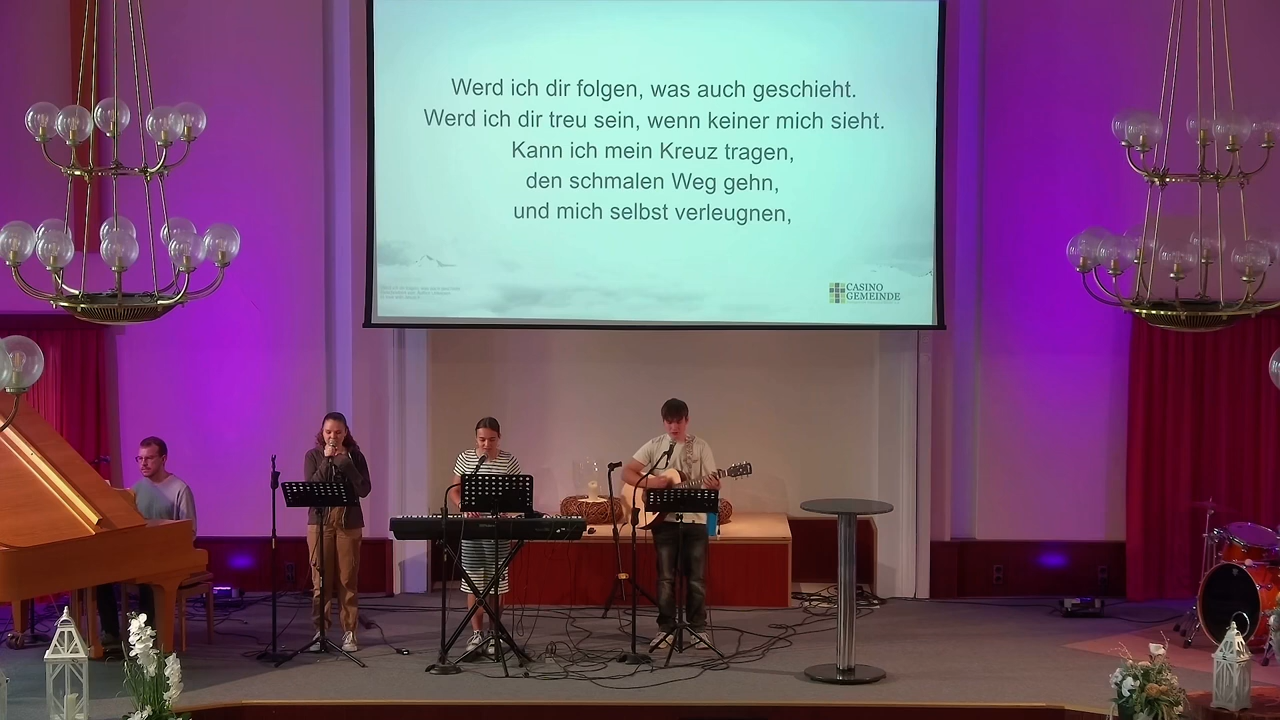 Werd ich dir folgen, was auch geschieht.
Werd ich dir treu sein, wenn keiner mich sieht.
Kann ich mein Kreuz tragen,
den schmalen Weg gehn,
und mich selbst verleugnen,
CASINO
GEMEINDE